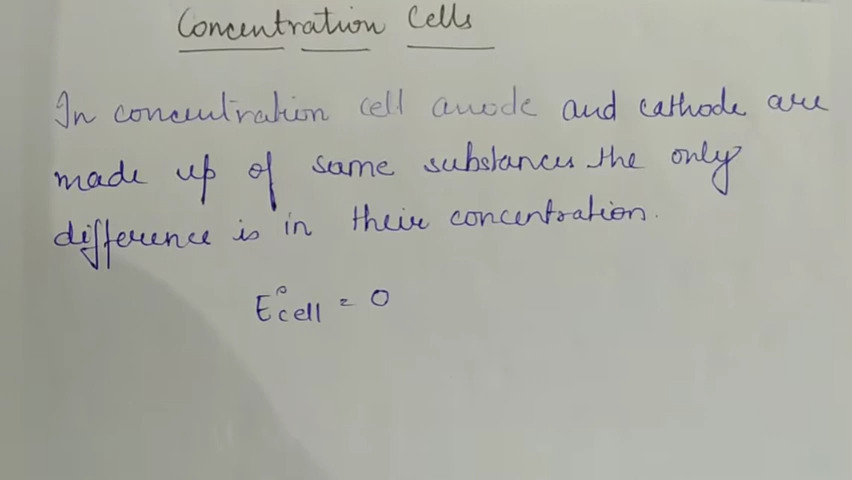 Concentration Cells
In concentration cell anode and cathode are
made up of same substances the only
difference is in their concentration.
E°cell = 0